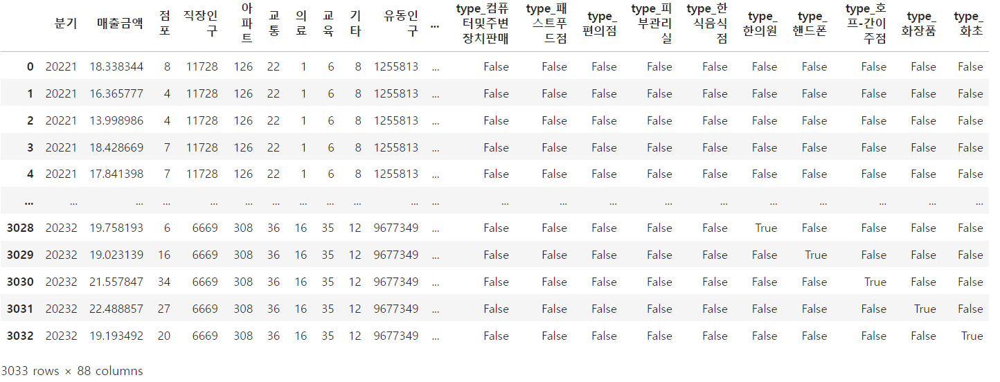 분기 매출금액 점포 직장인구 아파트 교통 의료 교육 기타 유동인구 ... type_컴퓨터및주변장치판매 type_패스트푸드점 type_편의점 type_피부관리실 type_한식음식점 type_한의원 type_핸드폰 type_호프-간이주점 type_화장품 type_화초
0 20221 18.338344 8 11728 126 22 1 6 8 1255813 ... False False False False False False False False False False
1 20221 16.365777 4 11728 126 22 1 6 8 1255813 ... False False False False False False False False False False
2 20221 13.998986 4 11728 126 22 1 6 8 1255813 ... False False False False False False False False False False
3 20221 18.428669 7 11728 126 22 1 6 8 1255813 ... False False False False False False False False False False
4 20221 17.841398 7 11728 126 22 1 6 8 1255813 ... False False False False False False False False False False
... ... ... ... ... ... ... ... ... ... ... ... ... ... ... ... ... ... ... ... ... ...
3028 20232 19.758193 6 6669 308 36 16 35 12 9677349 ... False False False False False True False False False False
3029 20232 19.023139 16 6669 308 36 16 35 12 9677349 ... False False False False False False True False False False
3030 20232 21.557847 34 6669 308 36 16 35 12 9677349 ... False False False False False False False True False False
3031 20232 22.488857 27 6669 308 36 16 35 12 9677349 ... False False False False False False False False True False
3032 20232 19.193492 20 6669 308 36 16 35 12 9677349 ... False False False False False False False False False True
3033 rows × 88 columns